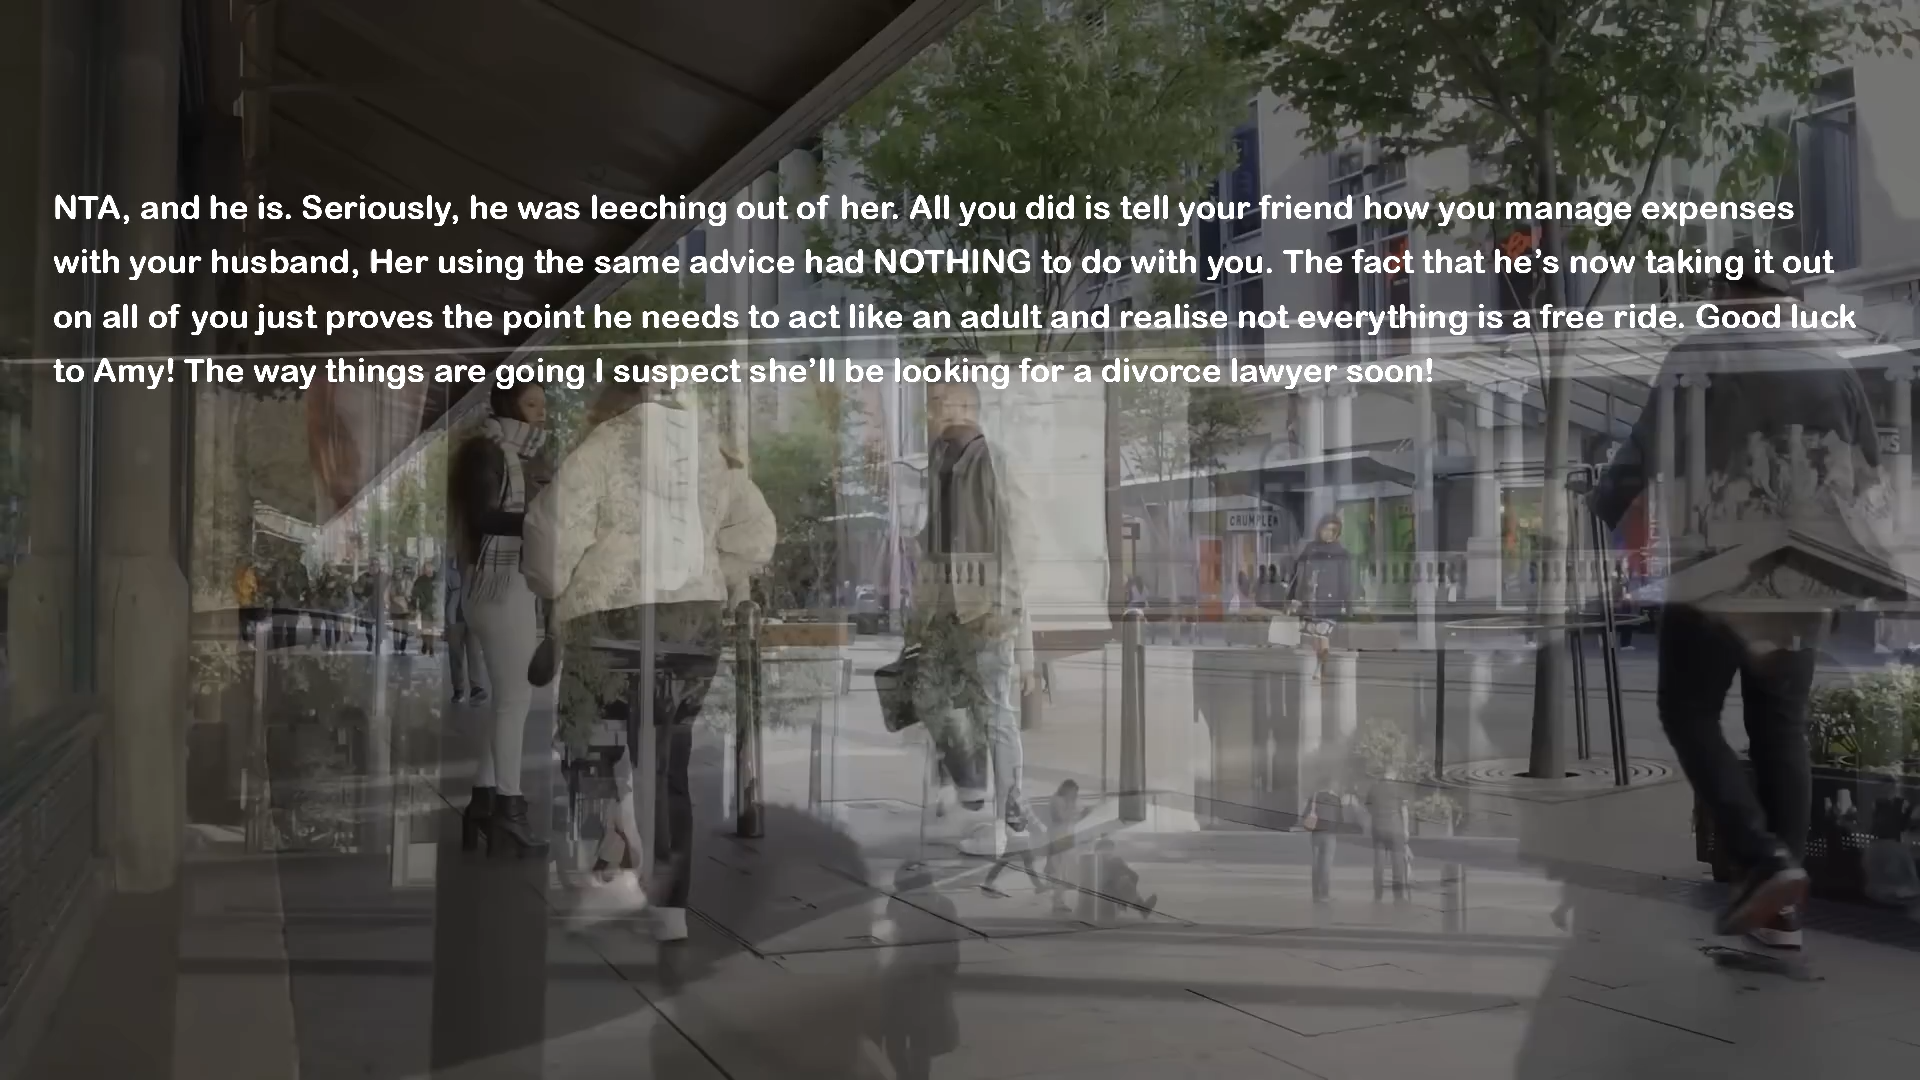 NTA, and he is. Seriously, he was leeching out of her. All you did is tell your friend how you manage expenses
with your husband, Her using the same advice had NOTHING to do with you. The fact that he’s now taking it out
on all of you just proves the point he needs to act like an adult and realise not everything is a free ride. Good luck
to Amy! The way things are going I suspect she’ll be looking for a divorce lawyer soon!
CRUMPLER